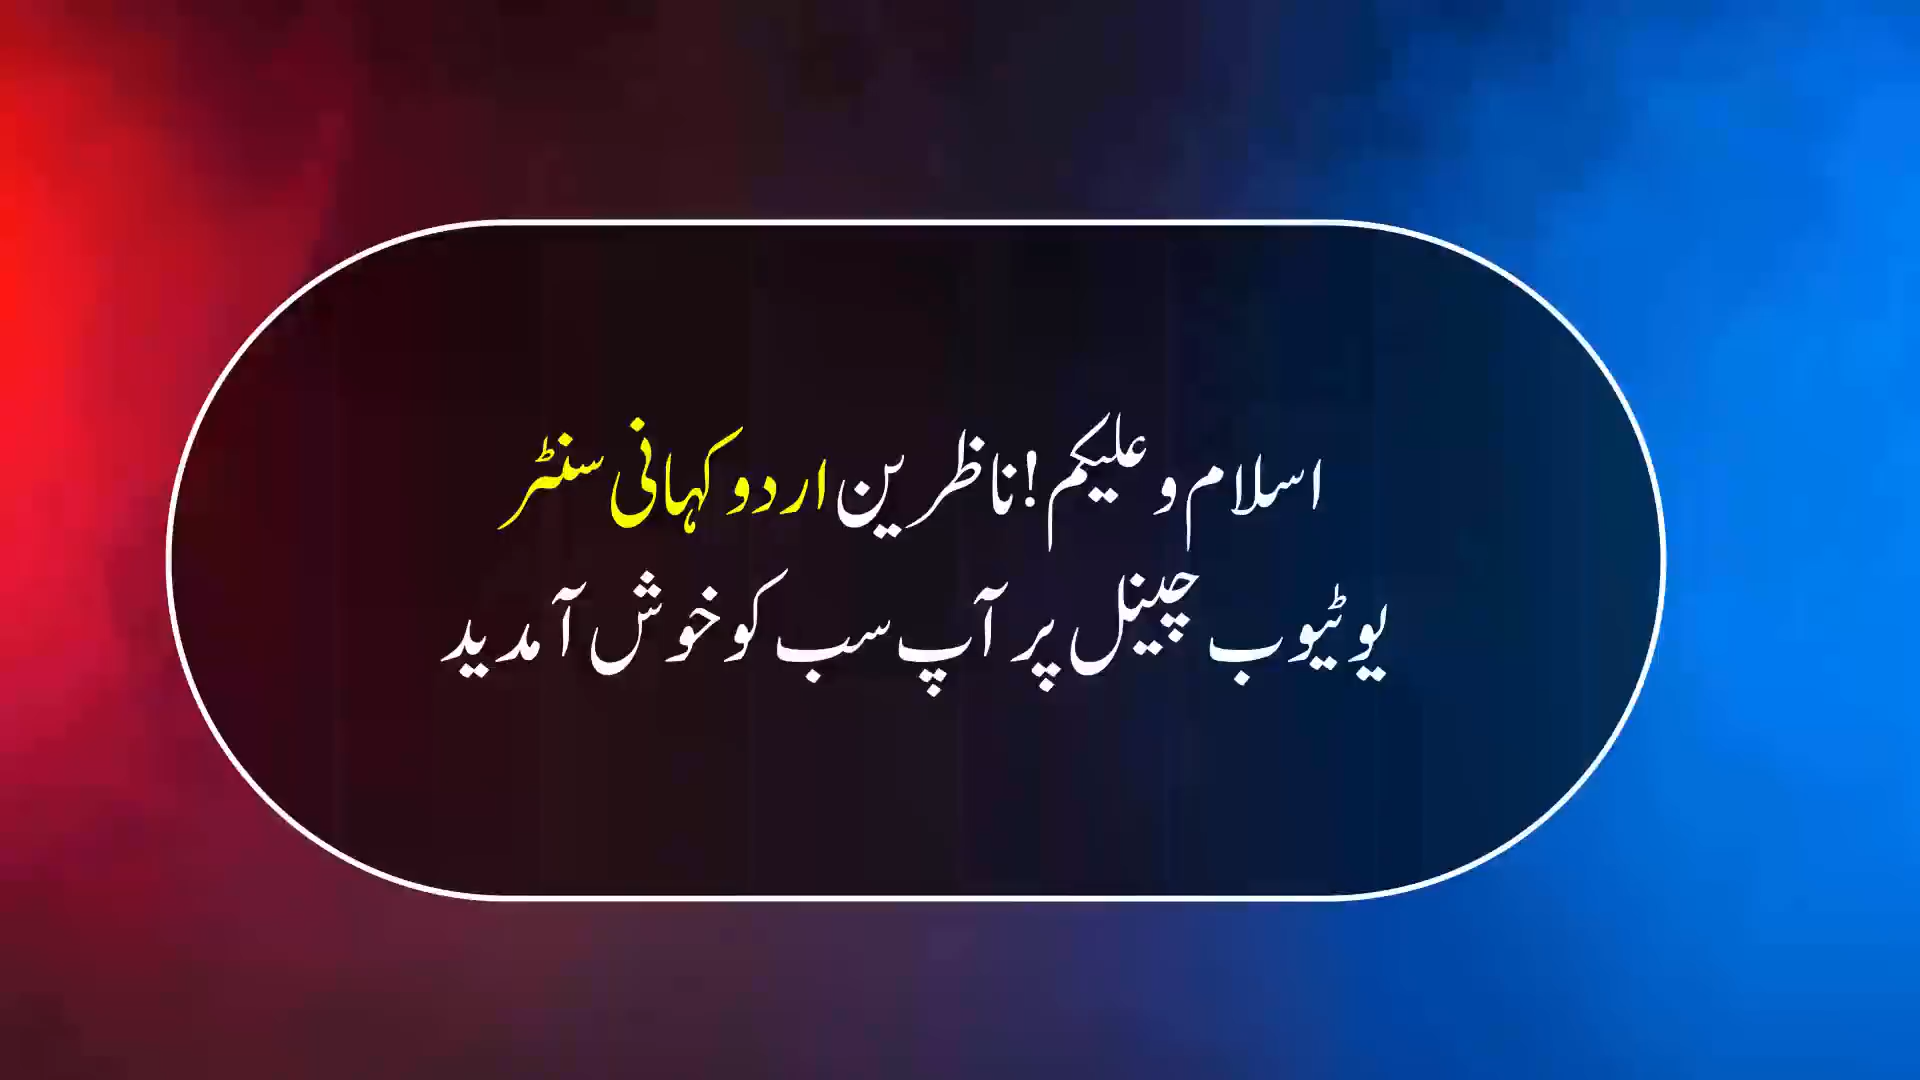 اسلام و علیکم!ناظرین اردو کہانی سنٹر
یوٹیوب چینل پر آپ سب کو خوش آمدید